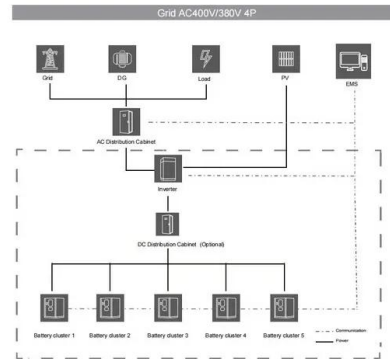 Grid AC400V/380V 4P
Grid
DG
Load
PV
EMS
AC Distribution Cabinet
Inverter
DC Distribution Cabinet (Optional)
Battery cluster 1
Battery cluster 2
Battery cluster 3
Battery cluster 4
Battery cluster 5
Communication
Power